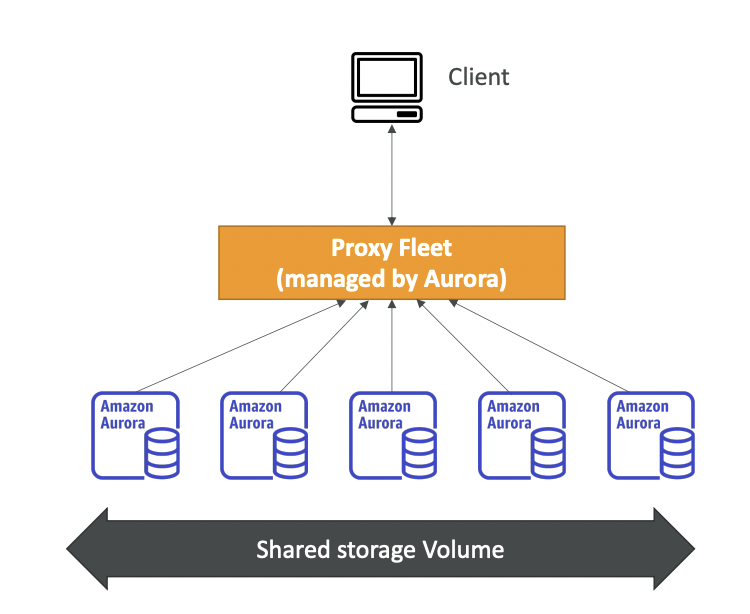 Client
Proxy Fleet
(managed by Aurora)
Amazon
Aurora
Amazon
Aurora
Amazon
Aurora
Amazon
Aurora
Amazon
Aurora
Shared storage Volume